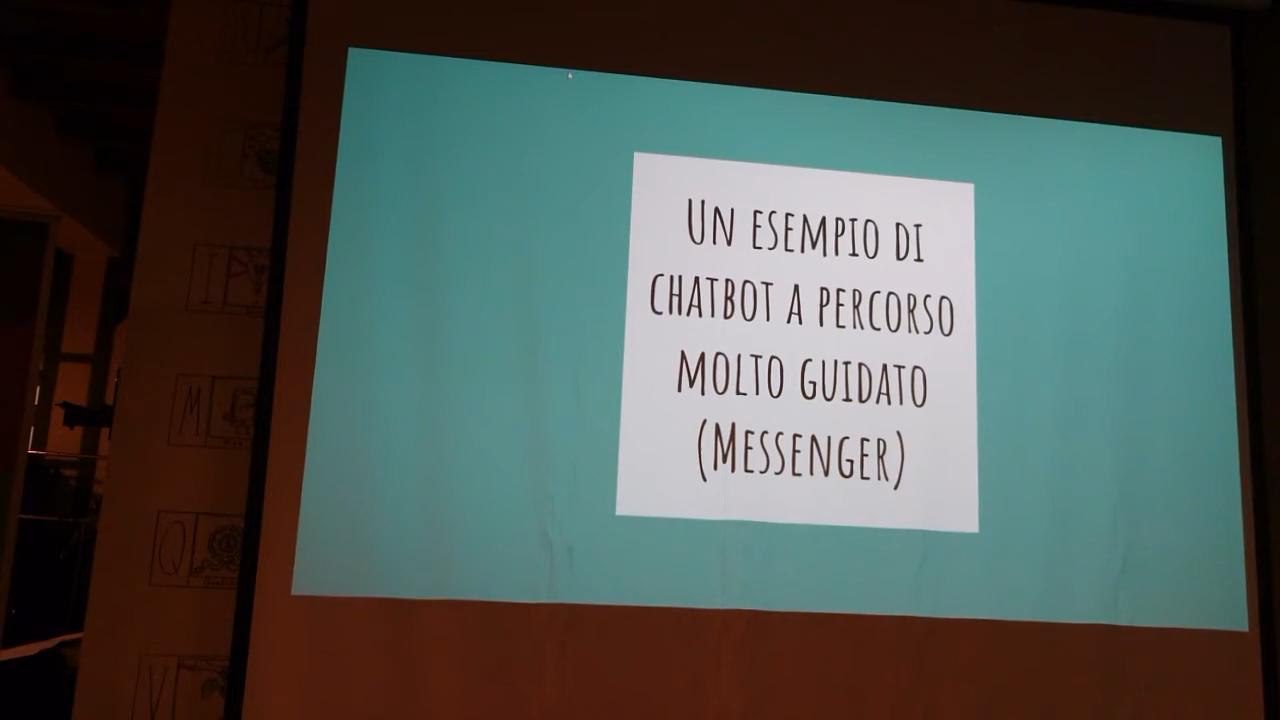 Un esempio di
chatbot a percorso
molto guidato
(Messenger)
I
M
Q